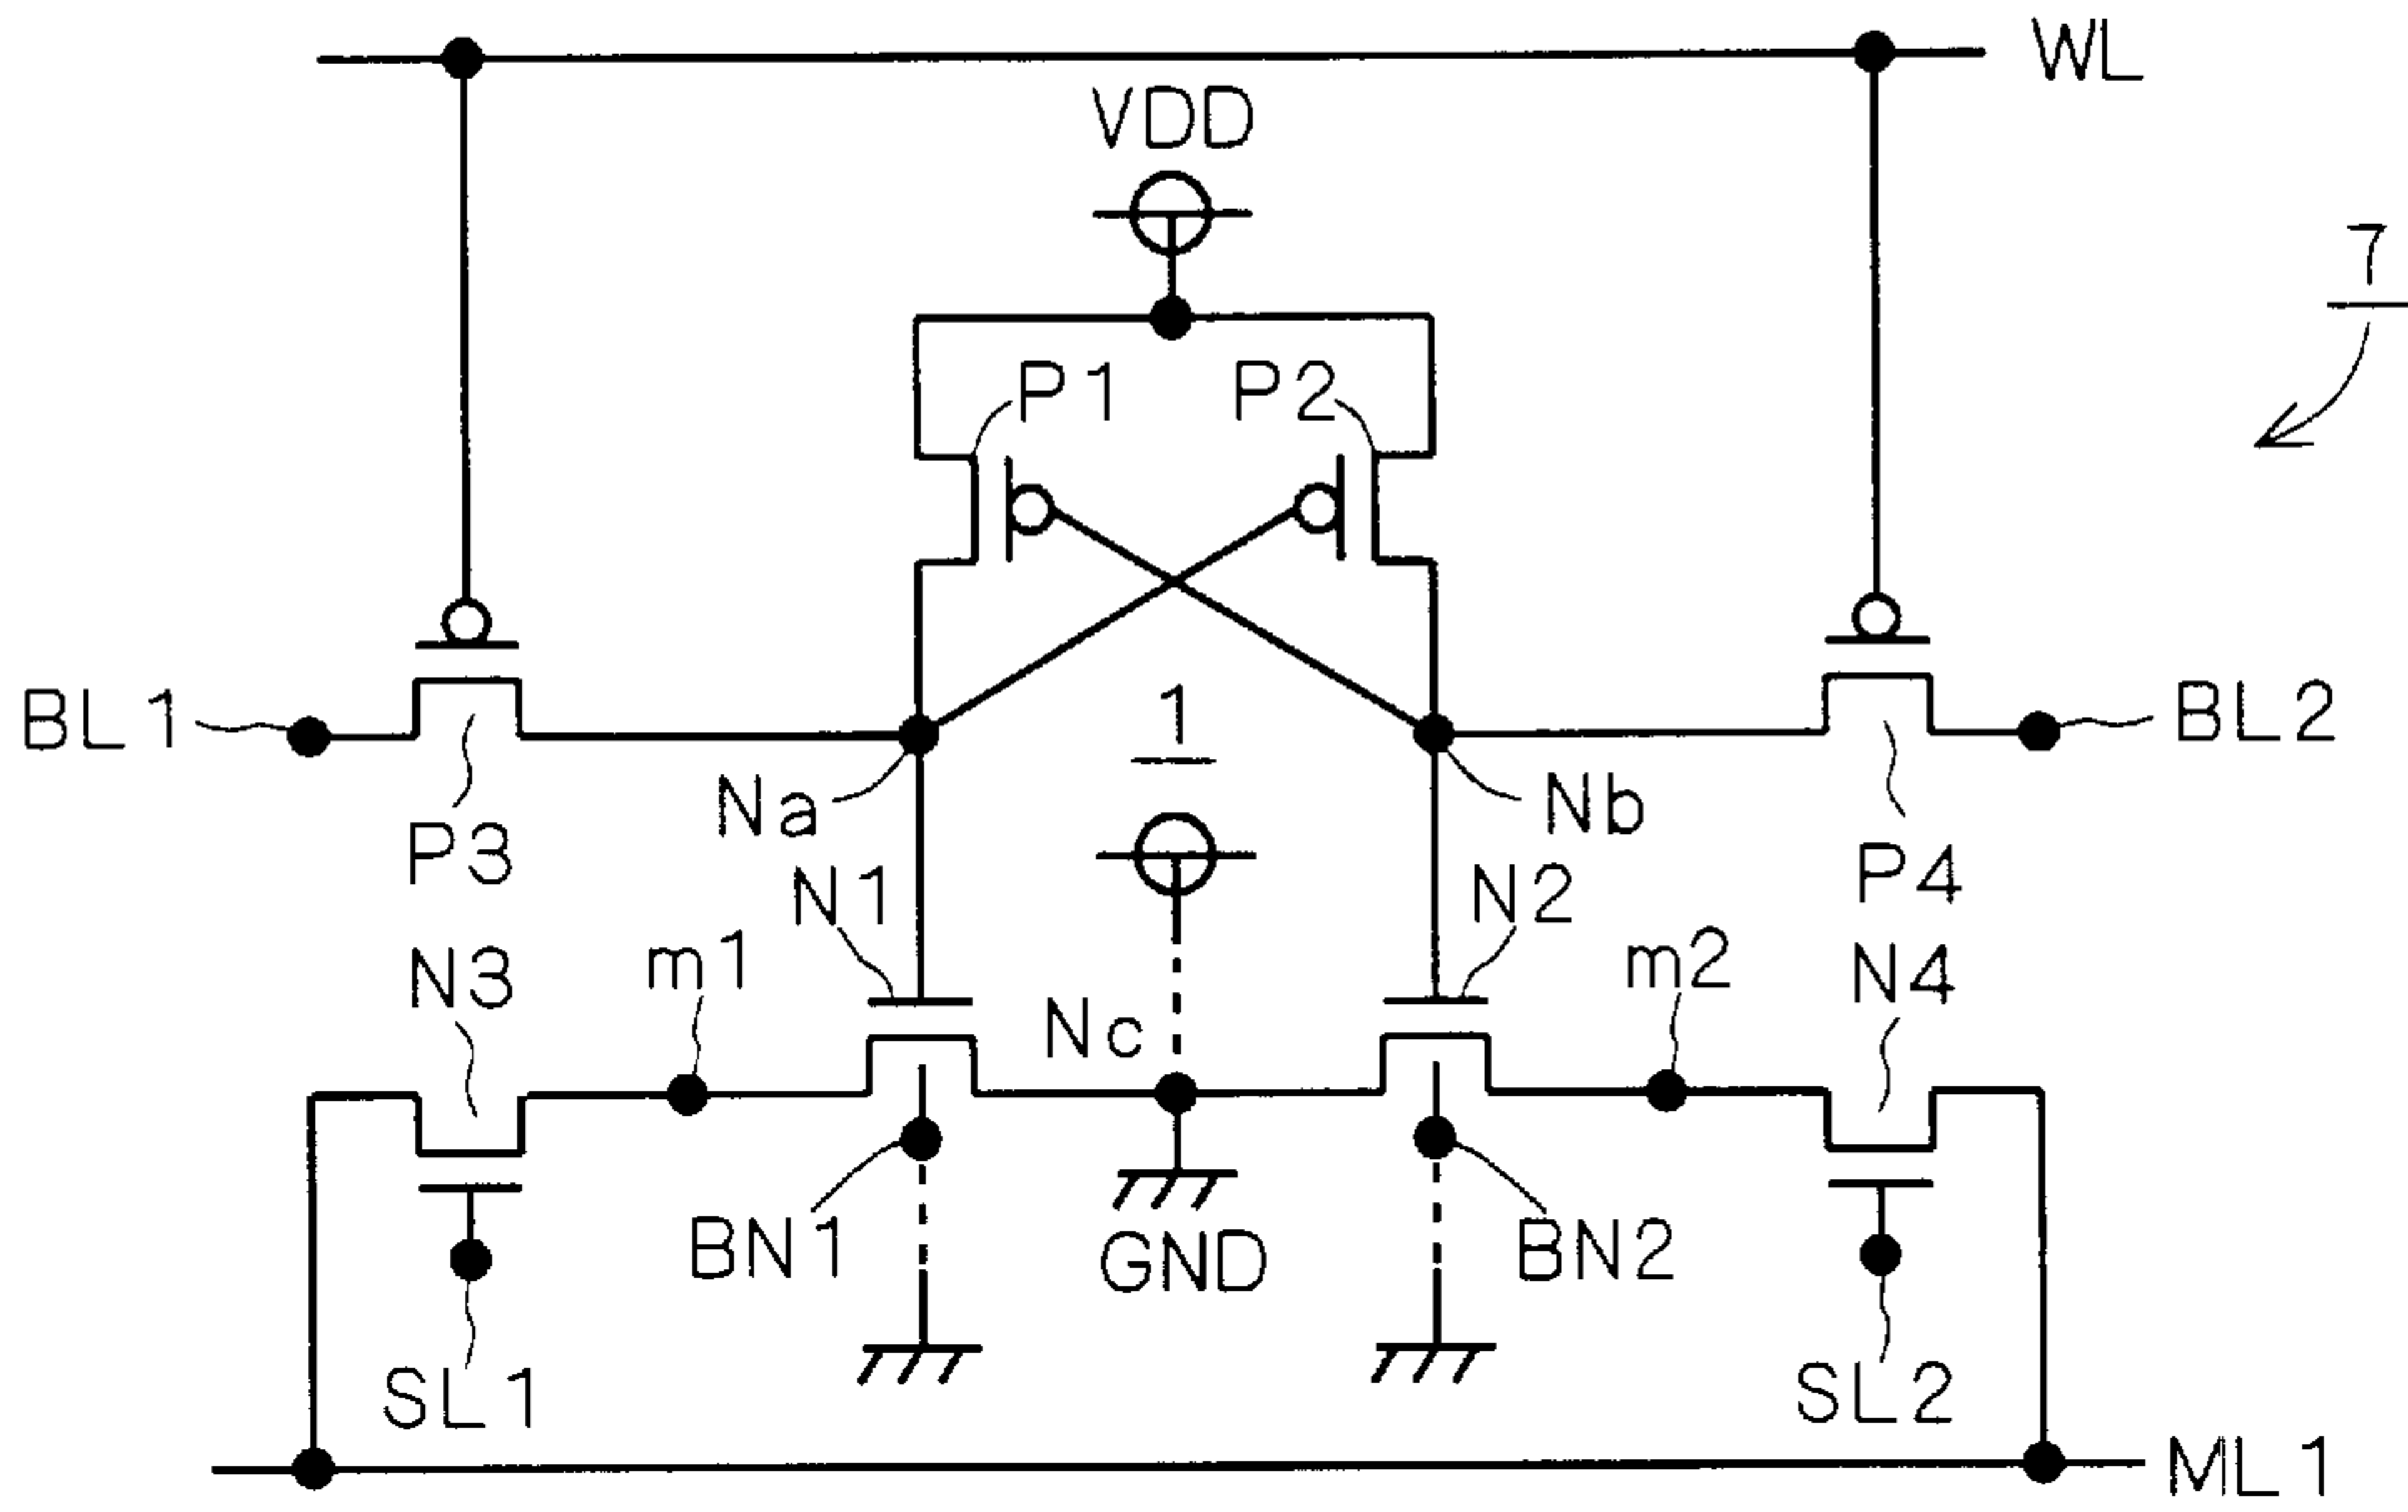 WL
VDD
7
P1
P2
BL1
BL2
1
Na
Nb
P3
P4
N1
N2
N3
m1
m2
N4
Nc
BN1
GND
BN2
SL1
SL2
ML1